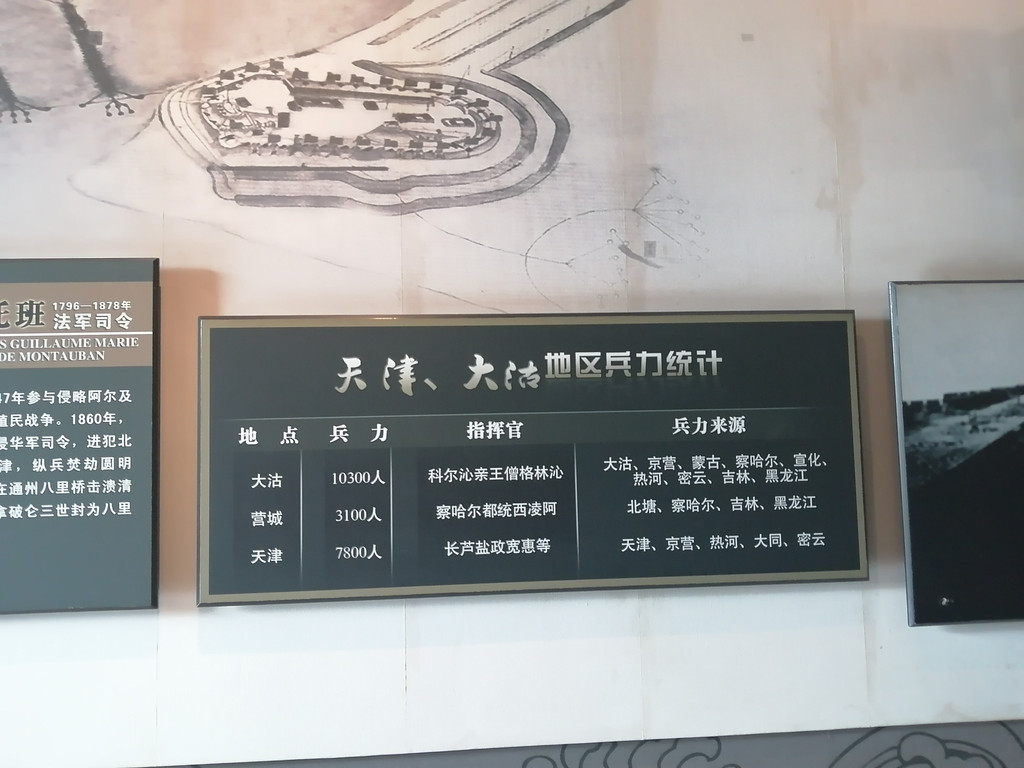 托班 1796—1878年
法军司令
S GUILLAUME MARIE
DE MONTAUBAN
47年参与侵略阿尔及
殖民战争。1860年，
侵华军司令，进犯北
津，纵兵焚劫圆明
在通州八里桥击溃清
拿破仑三世封为八里
天津、大沽地区兵力统计
地 点 兵 力 指挥官 兵力来源
大沽 10300人 科尔沁亲王僧格林沁 大沽、京营、蒙古、察哈尔、宣化、
热河、密云、吉林、黑龙江
营城 3100人 察哈尔都统西凌阿 北塘、察哈尔、吉林、黑龙江
天津 7800人 长芦盐政宽惠等 天津、京营、热河、大同、密云